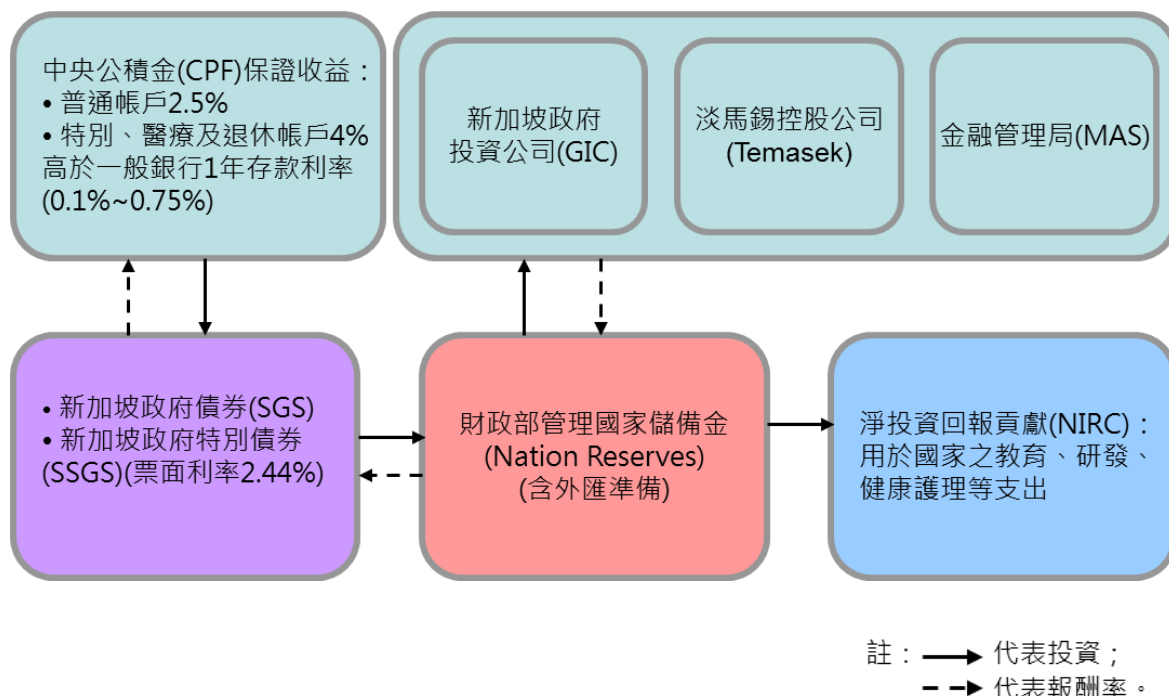 中央公積金(CPF)保證收益：
• 普通帳戶2.5%
• 特別、醫療及退休帳戶4%
高於一般銀行1年存款利率
(0.1%~0.75%)
新加坡政府
投資公司(GIC)
淡馬錫控股公司
(Temasek)
金融管理局(MAS)
• 新加坡政府債券(SGS)
• 新加坡政府特別債券
(SSGS)(票面利率2.44%)
財政部管理國家儲備金
(Nation Reserves)
(含外匯準備)
淨投資回報貢獻(NIRC)：
用於國家之教育、研發、
健康護理等支出
註： 代表投資；
代表報酬率。